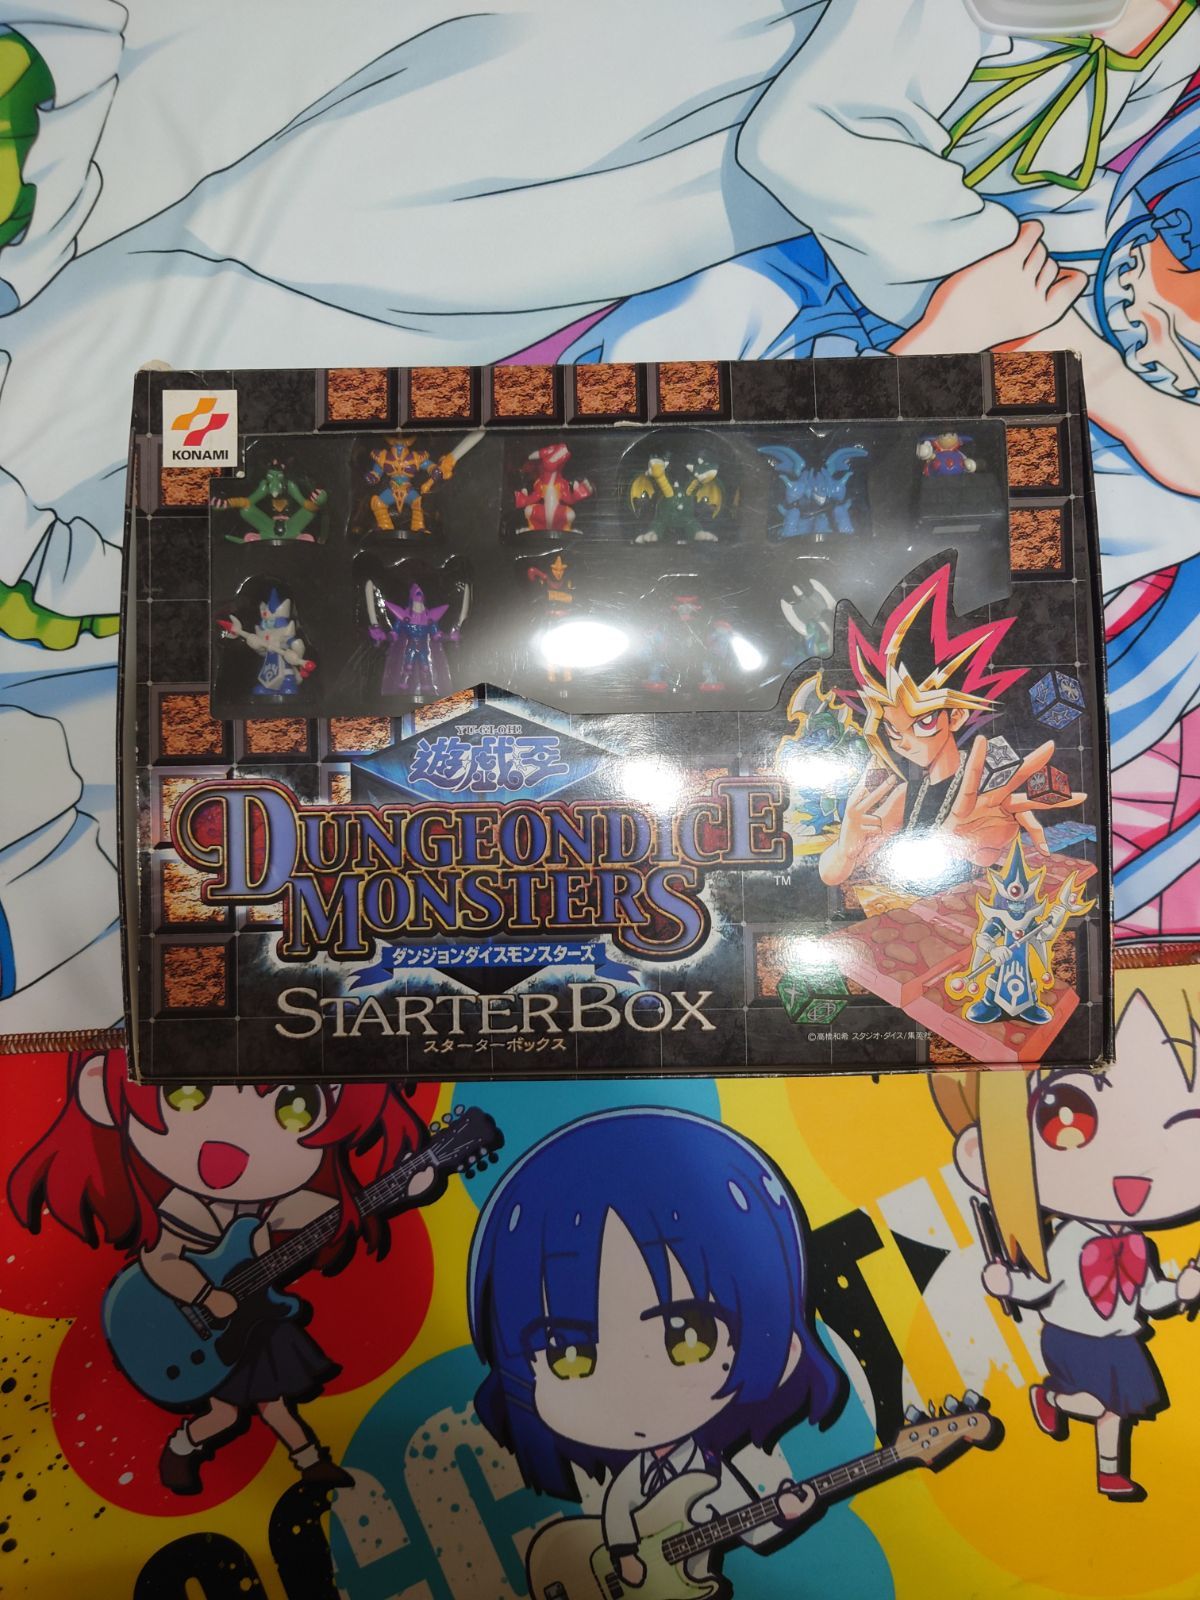 KONAMI
YU-GI-OH!
遊戯王
DUNGEONDICE
MONSTERS
TM
ダンジョンダイスモンスターズ
STARTERBOX
スターターボックス
©高橋和希 スタジオ・ダイス/集英社